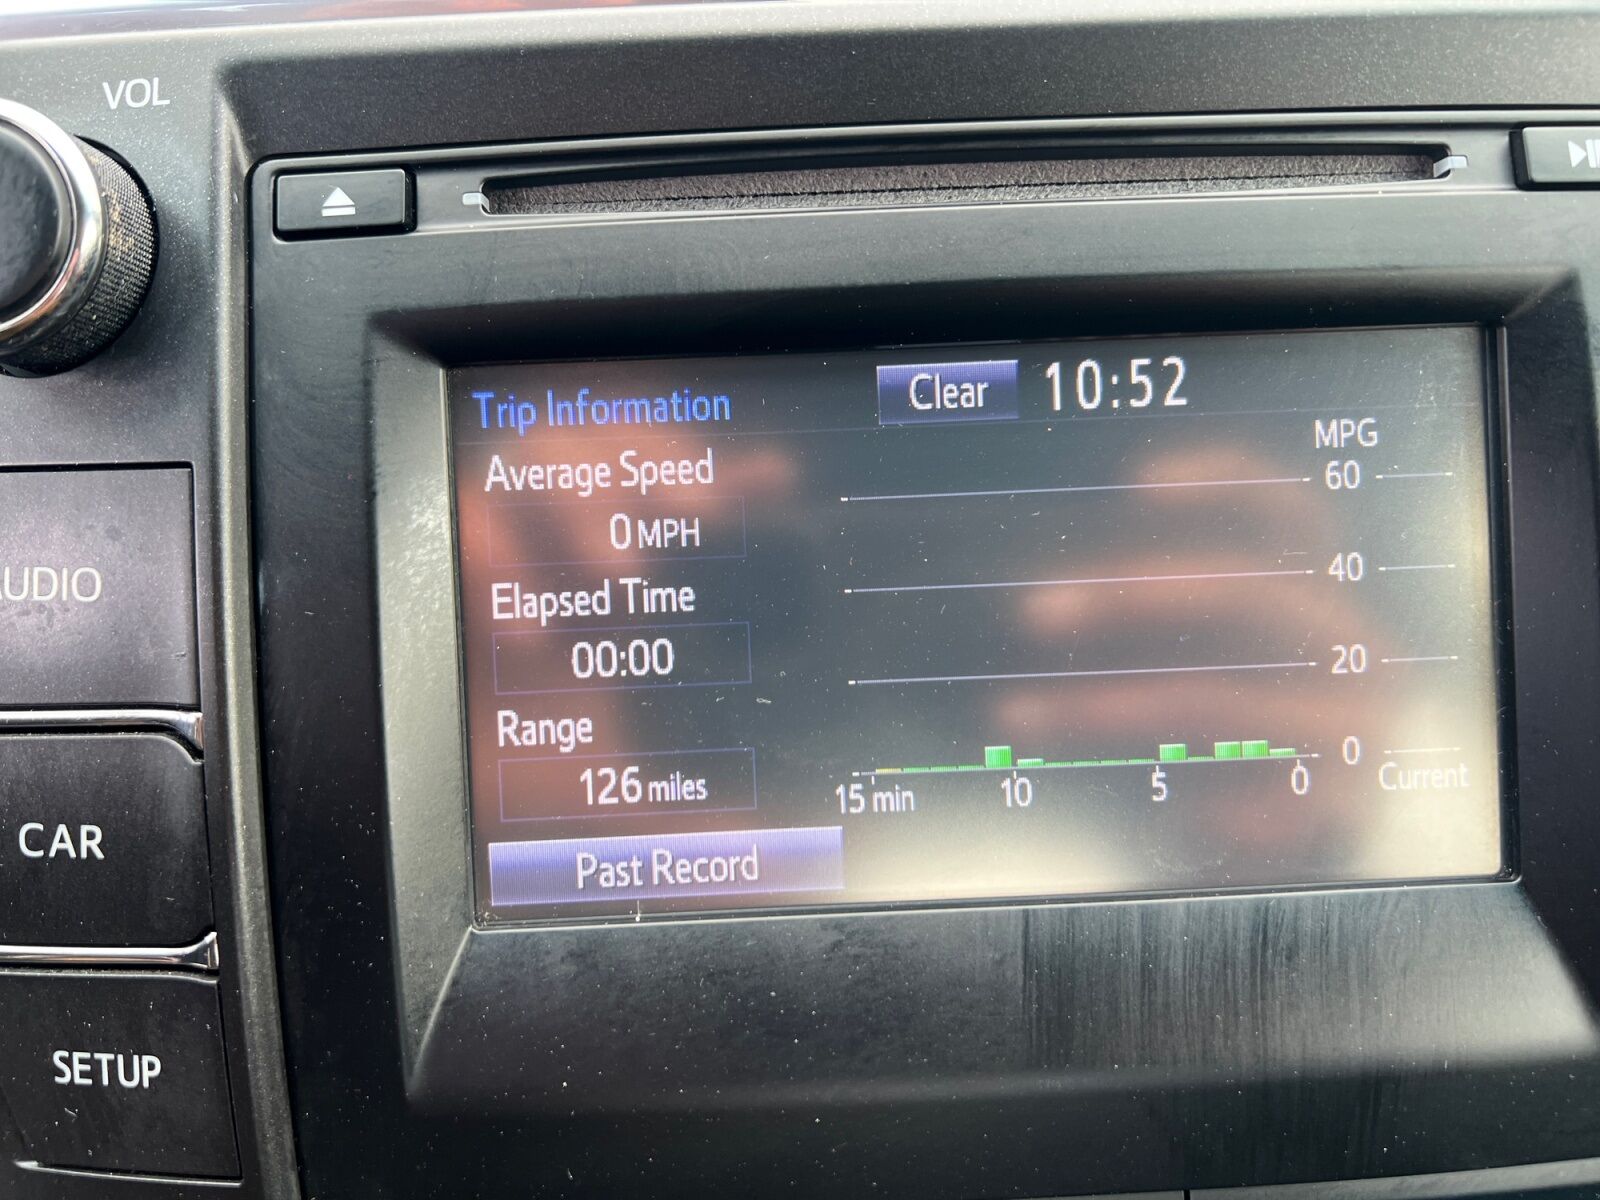 VOL
Trip Information
Clear
10:52
Average Speed
0 MPH
Elapsed Time
00:00
Range
126 miles
Past Record
MPG
60
40
20
0
15 min
10
5
0
Current
AUDIO
CAR
SETUP